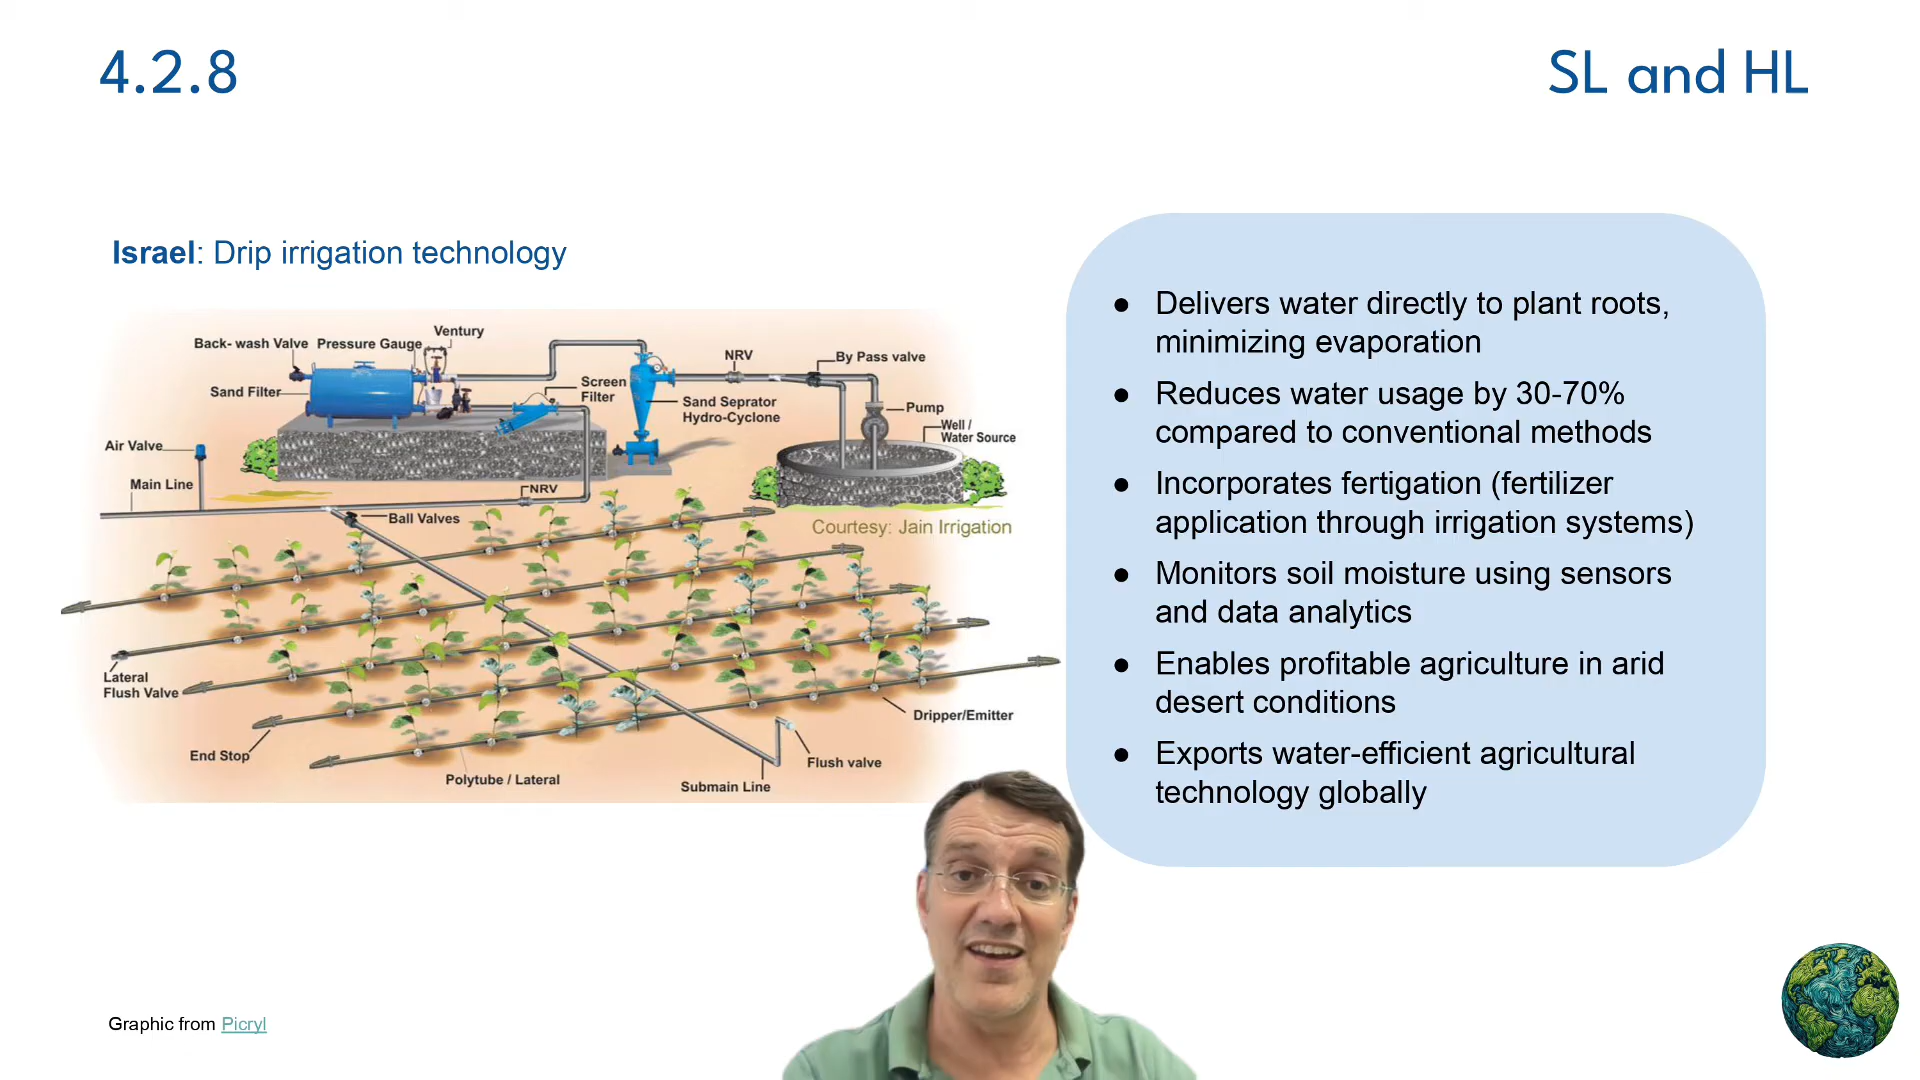 4.2.8
SL and HL
Israel: Drip irrigation technology
Ventury
Back- wash Valve
Pressure Gauge
Sand Filter
Screen
Filter
NRV
By Pass valve
Sand Seprator
Hydro-Cyclone
Pump
Well /
Water Source
Air Valve
Main Line
NRV
Ball Valves
Courtesy: Jain Irrigation
Lateral
Flush Valve
End Stop
Polytube / Lateral
Submain Line
Flush valve
Dripper/Emitter
● Delivers water directly to plant roots,
minimizing evaporation
● Reduces water usage by 30-70%
compared to conventional methods
● Incorporates fertigation (fertilizer
application through irrigation systems)
● Monitors soil moisture using sensors
and data analytics
● Enables profitable agriculture in arid
desert conditions
● Exports water-efficient agricultural
technology globally
Graphic from Picryl